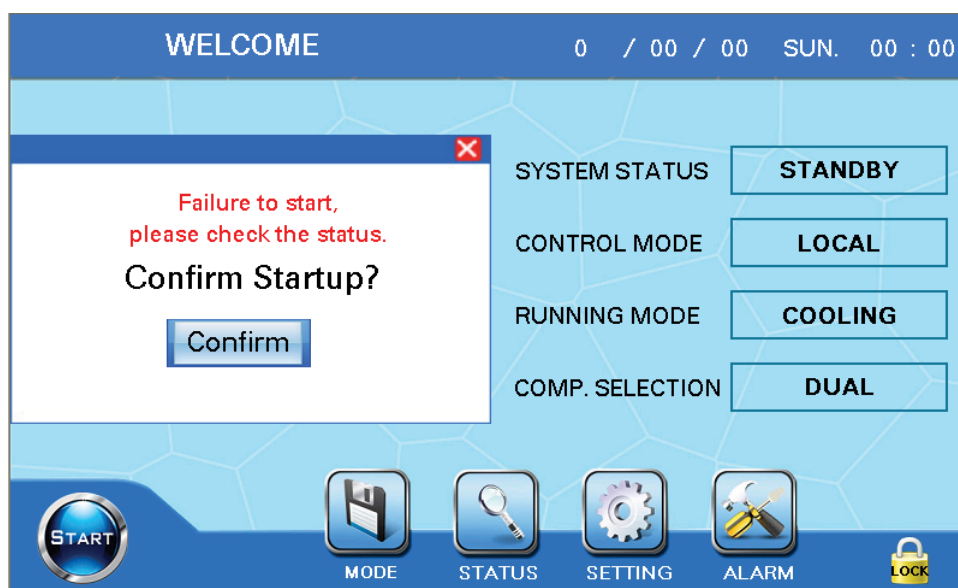 WELCOME
0 / 00 / 00 SUN. 00 : 00
Failure to start,
please check the status.
Confirm Startup?
Confirm
SYSTEM STATUS STANDBY
CONTROL MODE LOCAL
RUNNING MODE COOLING
COMP. SELECTION DUAL
START
MODE
STATUS
SETTING
ALARM
LOCK